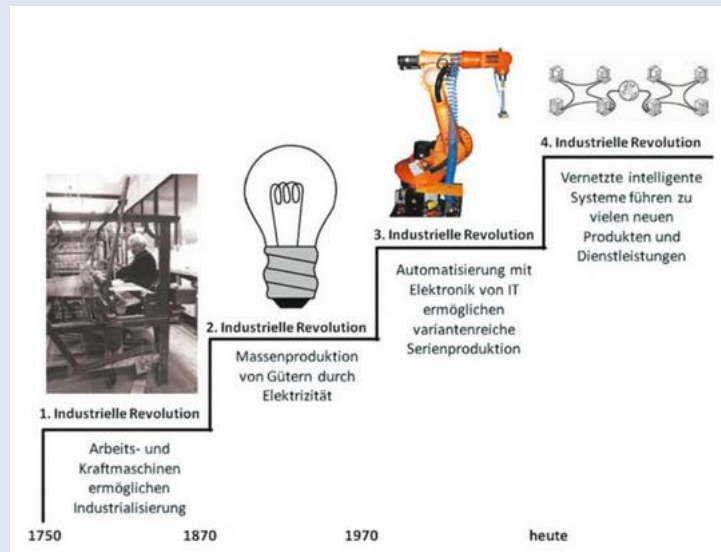 4. Industrielle Revolution
Vernetzte intelligente
Systeme führen zu
vielen neuen
Produkten und
Dienstleistungen
3. Industrielle Revolution
Automatisierung mit
Elektronik von IT
ermöglichen
variantenreiche
Serienproduktion
2. Industrielle Revolution
Massenproduktion
von Gütern durch
Elektrizität
1. Industrielle Revolution
Arbeits- und
Kraftmaschinen
ermöglichen
Industrialisierung
1750 1870 1970 heute